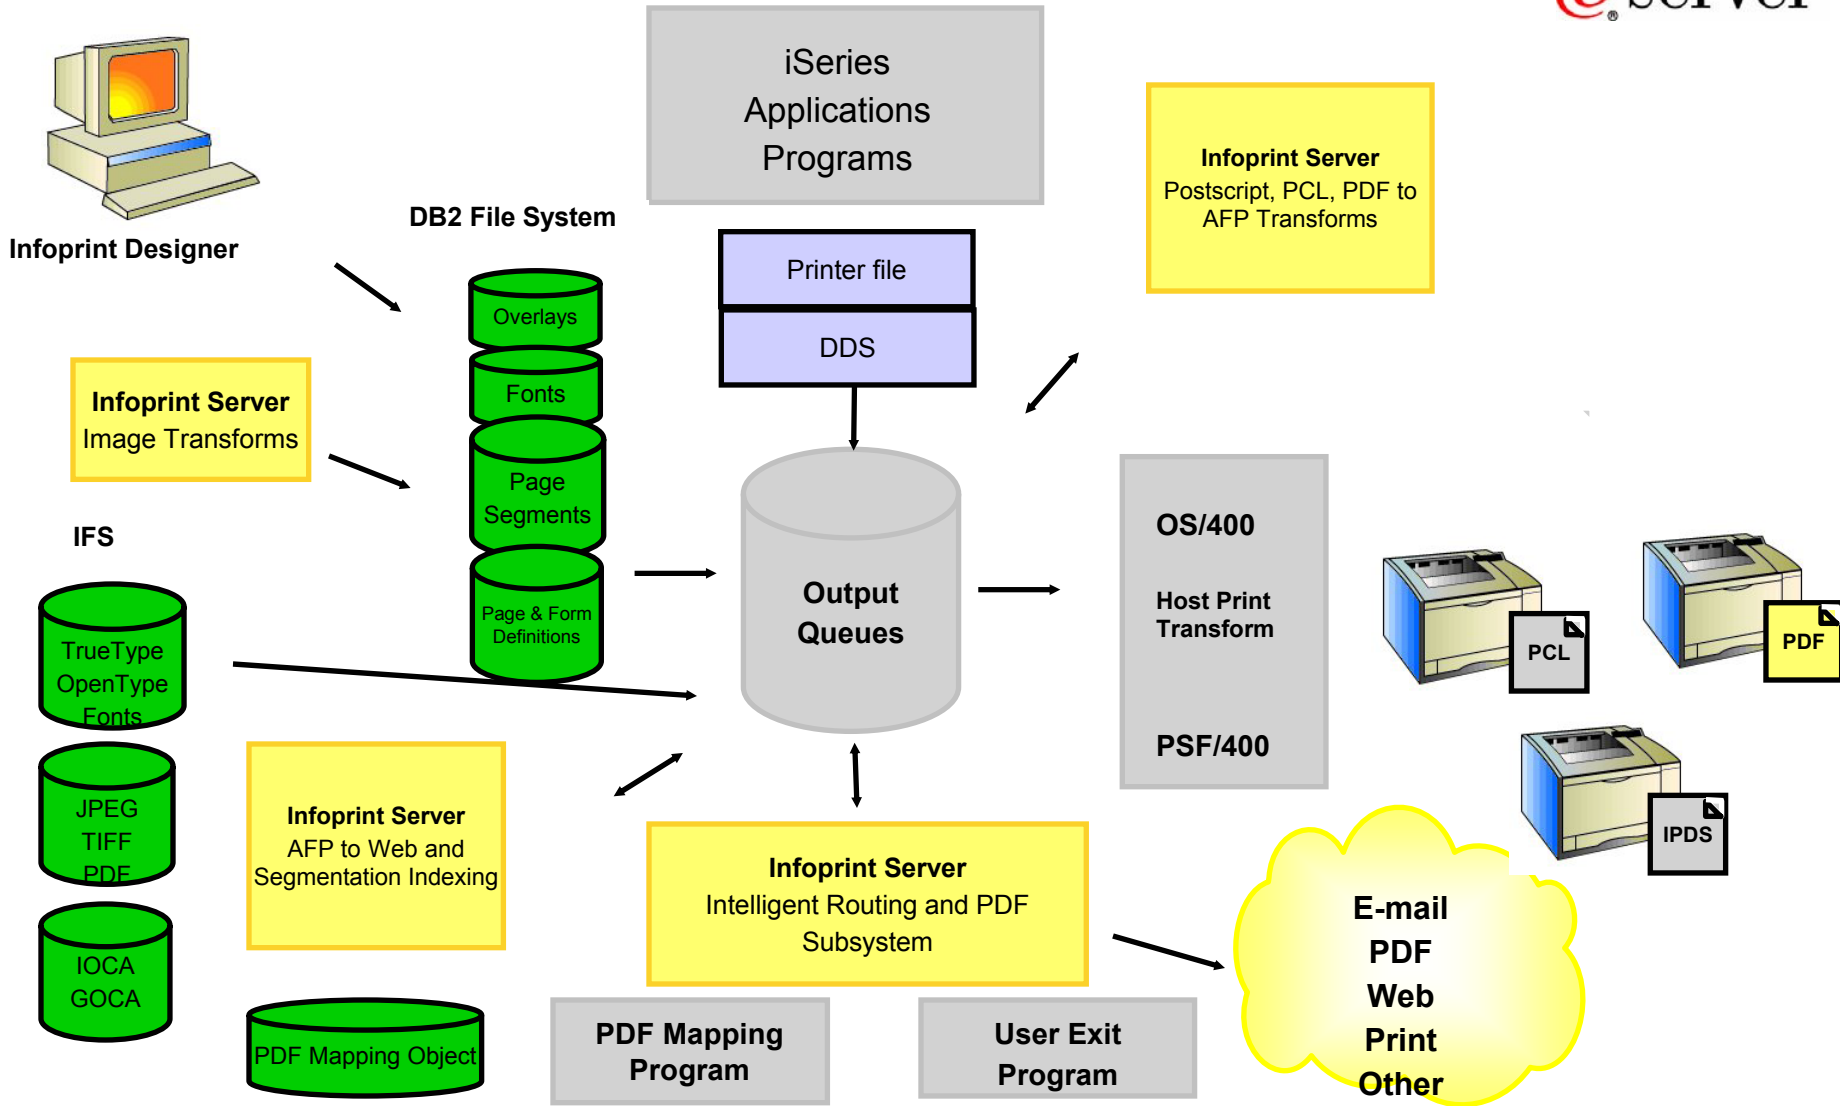 iSeries
Applications
Programs
Infoprint Server
Postscript, PCL, PDF to
AFP Transforms
DB2 File System
Infoprint Designer
Printer file
DDS
Overlays
Fonts
Page
Segments
Page & Form
Definitions
Infoprint Server
Image Transforms
IFS
TrueType
OpenType
Fonts
JPEG
TIFF
PDF
IOCA
GOCA
Output
Queues
OS/400
Host Print
Transform
PSF/400
PCL
PDF
IPDS
Infoprint Server
AFP to Web and
Segmentation Indexing
Infoprint Server
Intelligent Routing and PDF
Subsystem
E-mail
PDF
Web
Print
Other
PDF Mapping Object
PDF Mapping
Program
User Exit
Program